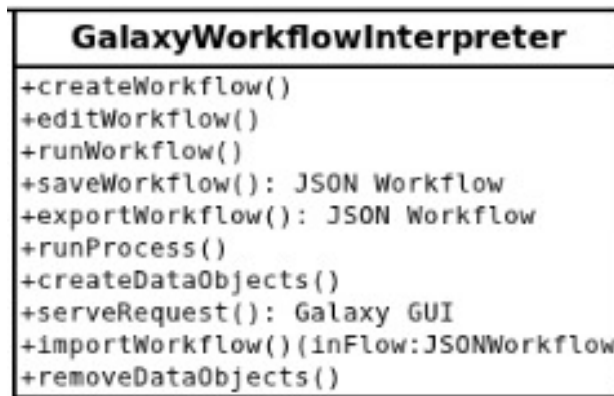 GalaxyWorkflowInterpreter
+createWorkflow()
+editWorkflow()
+runWorkflow()
+saveWorkflow(): JSON Workflow
+exportWorkflow(): JSON Workflow
+runProcess()
+createDataObjects()
+serveRequest(): Galaxy GUI
+importWorkflow()(inFlow:JSONWorkflow
+removeDataObjects()